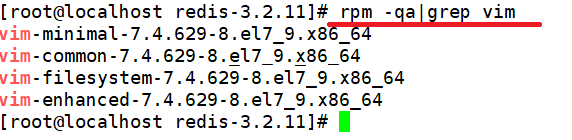 [root@localhost redis-3.2.11]# rpm -qa|grep vim
vim-minimal-7.4.629-8.el7_9.x86_64
vim-common-7.4.629-8.el7_9.x86_64
vim-filesystem-7.4.629-8.el7_9.x86_64
vim-enhanced-7.4.629-8.el7_9.x86_64
[root@localhost redis-3.2.11]#